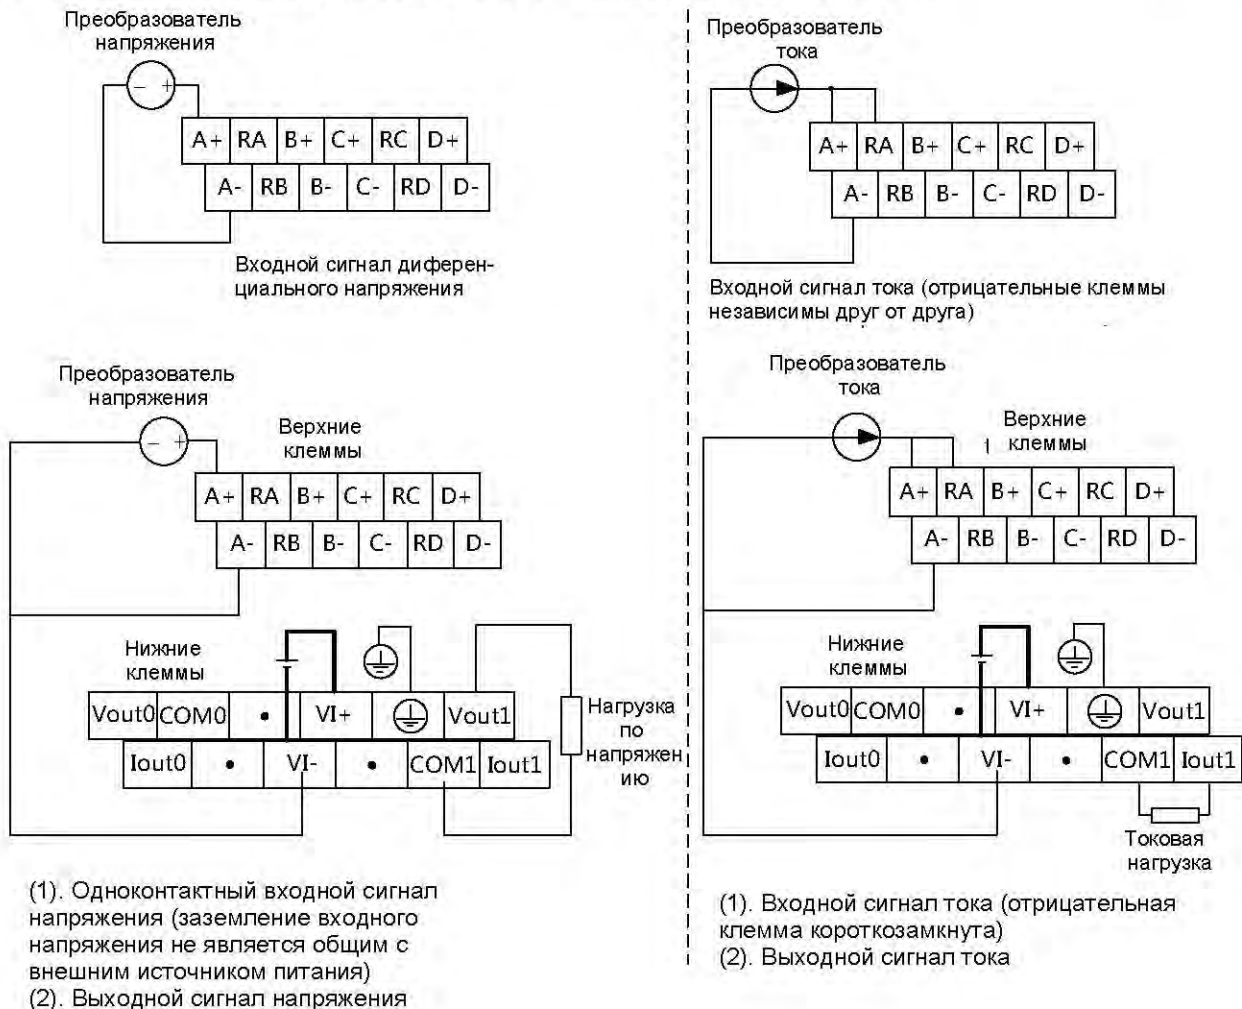 Преобразователь
напряжения
− +
A+ RA B+ C+ RC D+
A- RB B- C- RD D-
Входной сигнал диферен-
циального напряжения
Преобразователь
напряжения
− +
Верхние
клеммы
A+ RA B+ C+ RC D+
A- RB B- C- RD D-
Нижние
клеммы
Vout0 COM0 • VI+ Vout1
Iout0 • VI- • COM1 Iout1
Нагрузка
по
напряжен
ию
(1). Одноконтактный входной сигнал
напряжения (заземление входного
напряжения не является общим с
внешним источником питания)
(2). Выходной сигнал напряжения
Преобразователь
тока
A+ RA B+ C+ RC D+
A- RB B- C- RD D-
Входной сигнал тока (отрицательные клеммы
независимы друг от друга)
Преобразователь
тока
Верхние
клеммы
A+ RA B+ C+ RC D+
A- RB B- C- RD D-
Нижние
клеммы
Vout0 COM0 • VI+ Vout1
Iout0 • VI- • COM1 Iout1
Токовая
нагрузка
(1). Входной сигнал тока (отрицательная
клемма короткозамкнута)
(2). Выходной сигнал тока